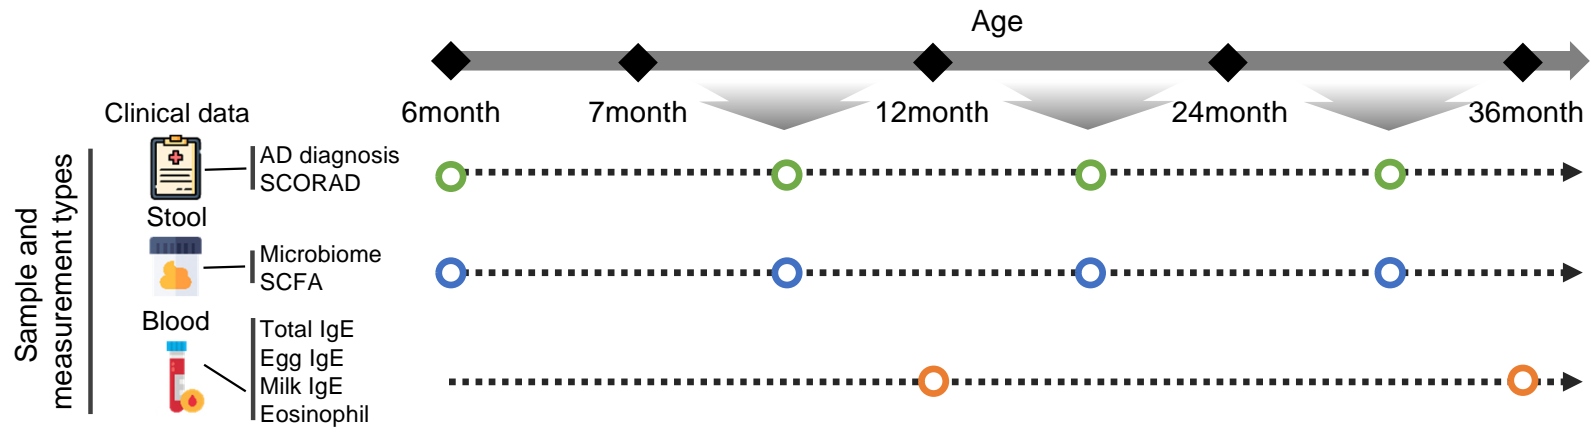 Age
6month
7month
12month
24month
36month
Sample and
measurement types
Clinical data
AD diagnosis
SCORAD
Stool
Microbiome
SCFA
Blood
Total IgE
Egg IgE
Milk IgE
Eosinophil